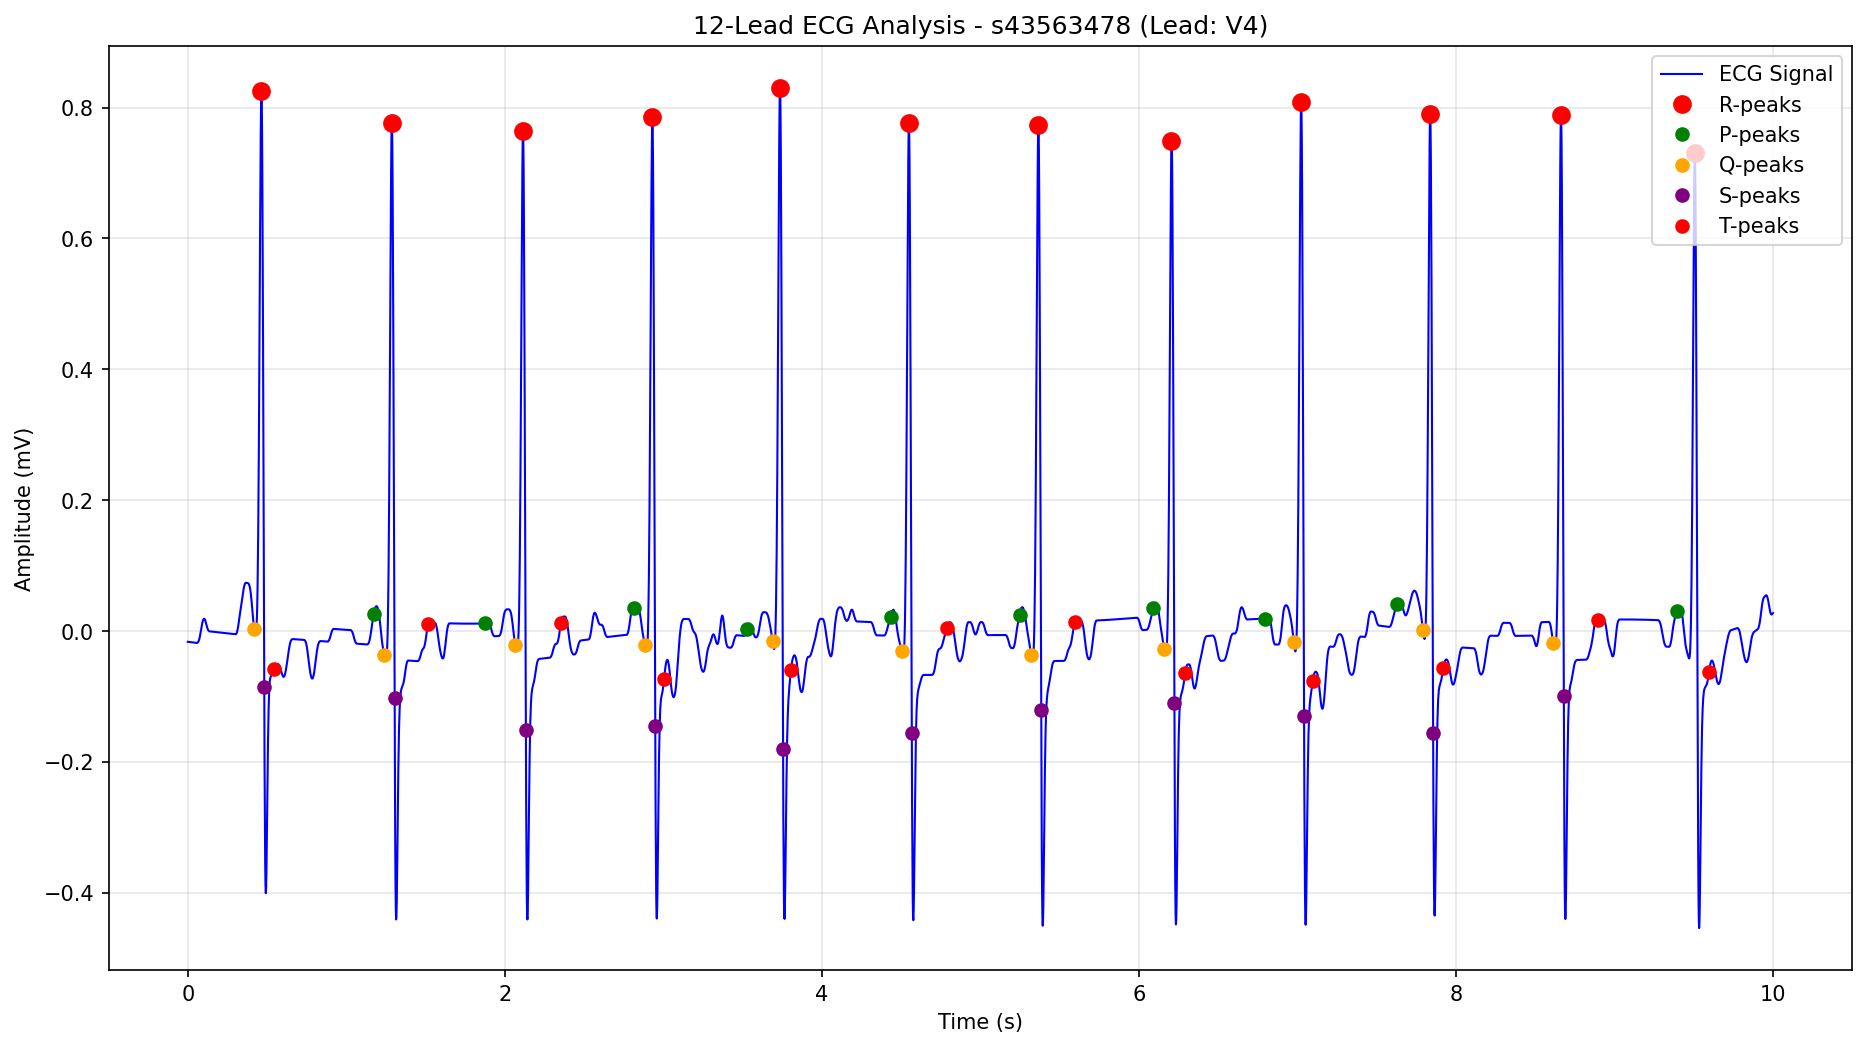 12-Lead ECG Analysis - s43563478 (Lead: V4)
ECG Signal
R-peaks
P-peaks
Q-peaks
S-peaks
T-peaks
Amplitude (mV)
0.8
0.6
0.4
0.2
0.0
−0.2
−0.4
0 2 4 6 8 10
Time (s)